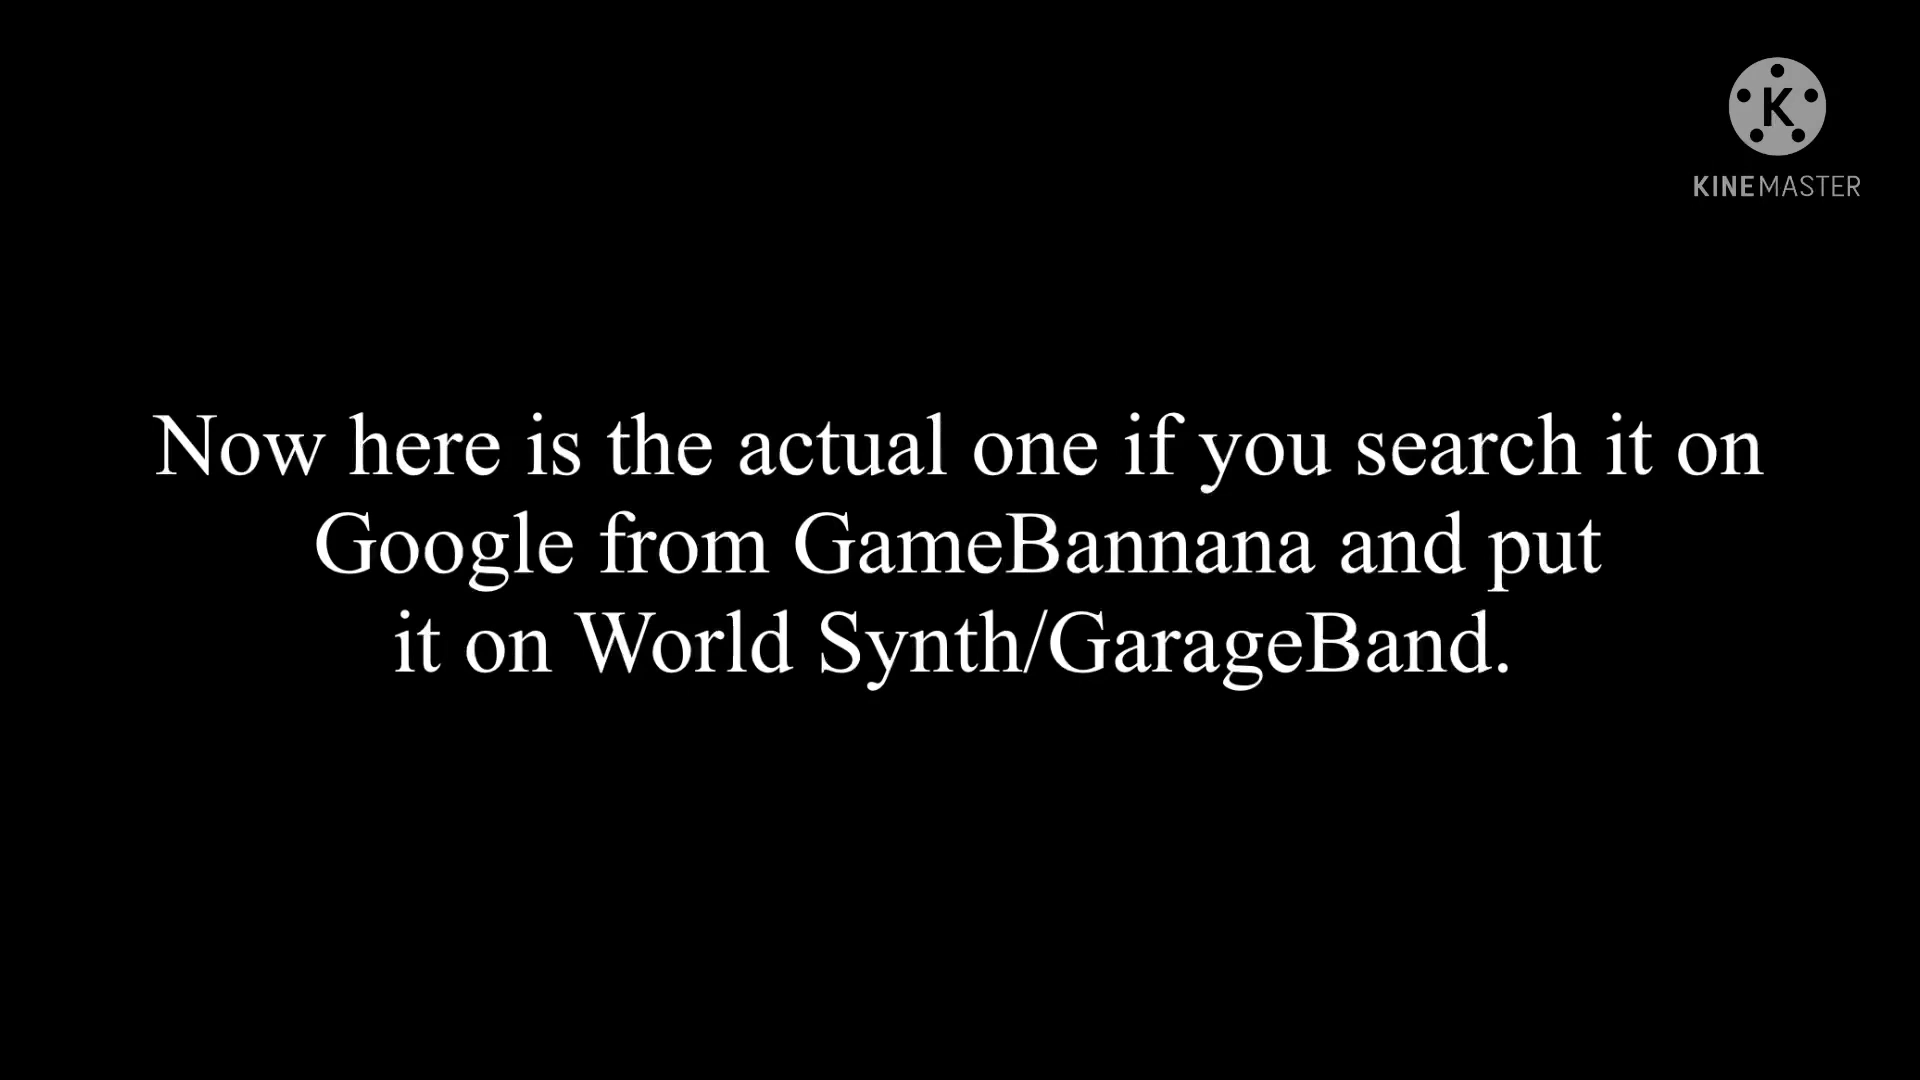 K
KINEMASTER
Now here is the actual one if you search it on
Google from GameBannana and put
it on World Synth/GarageBand.